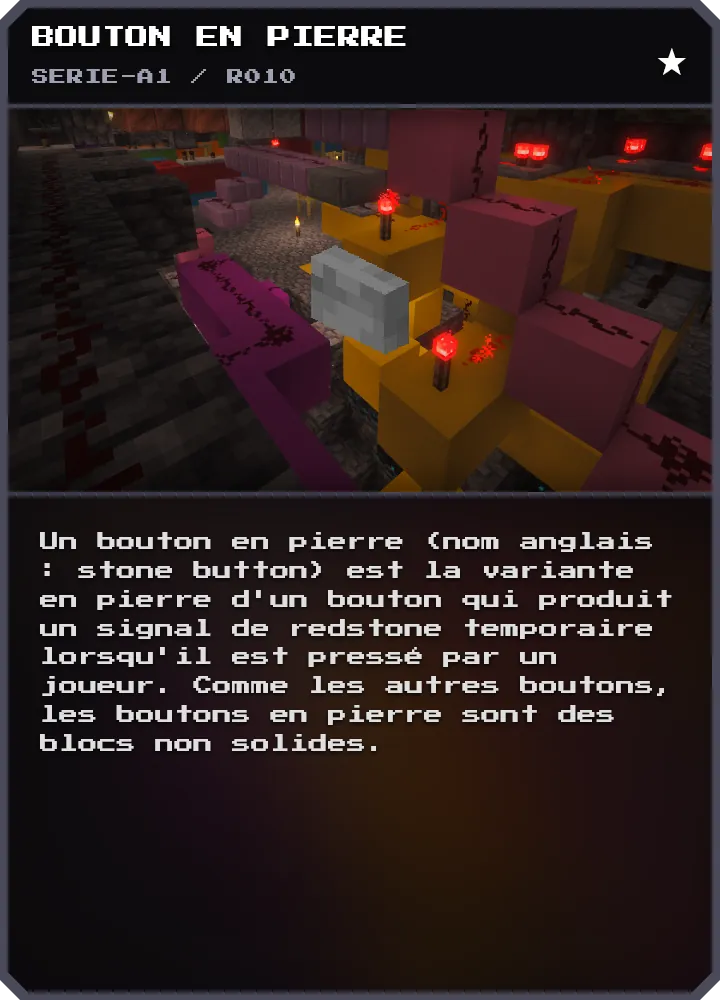 BOUTON EN PIERRE
SERIE-A1 / R010
Un bouton en pierre (nom anglais
: stone button) est la variante
en pierre d'un bouton qui produit
un signal de redstone temporaire
lorsqu'il est pressé par un
joueur. Comme les autres boutons,
les boutons en pierre sont des
blocs non solides.